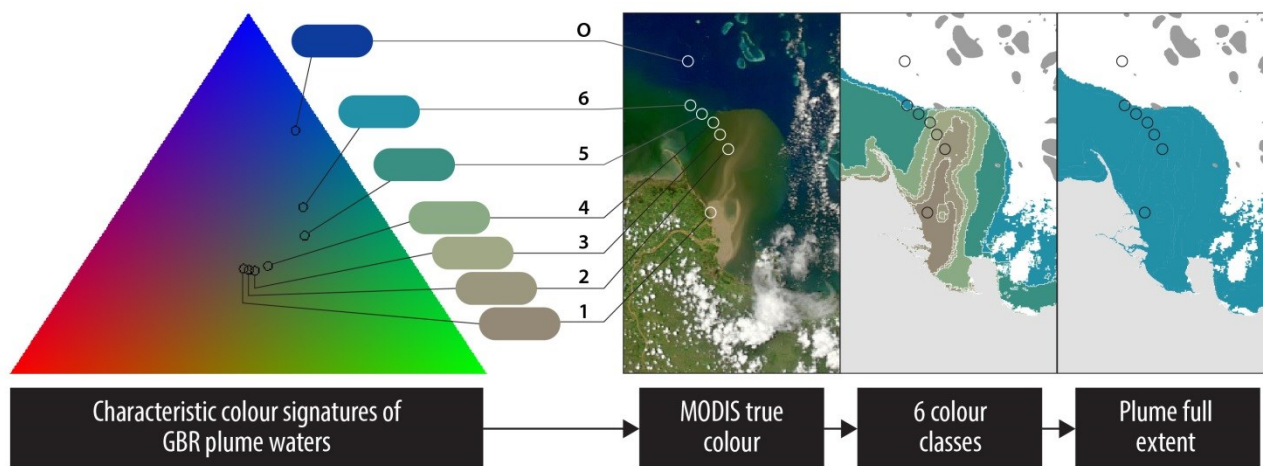 O
6
5
4
3
2
1
Characteristic colour signatures of
GBR plume waters
MODIS true
colour
6 colour
classes
Plume full
extent